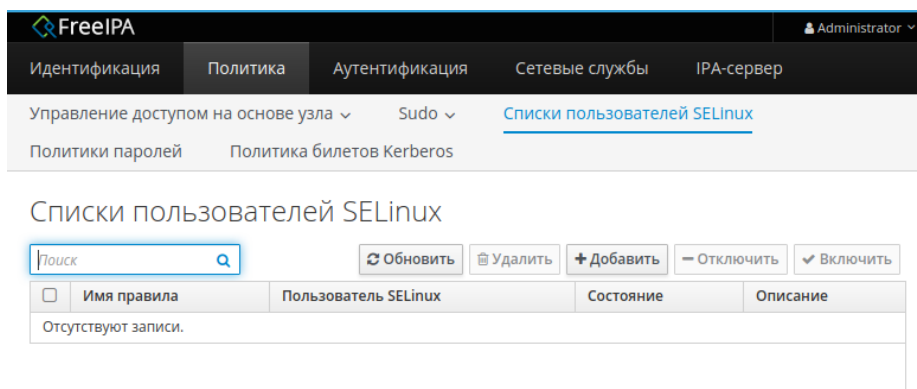 FreeIPA Administrator
Идентификация Политика Аутентификация Сетевые службы IPA-сервер
Управление доступом на основе узла Sudo Списки пользователей SELinux
Политики паролей Политика билетов Kerberos
Списки пользователей SELinux
Поиск Обновить Удалить Добавить Отключить Включить
Имя правила Пользователь SELinux Состояние Описание
Отсутствуют записи.